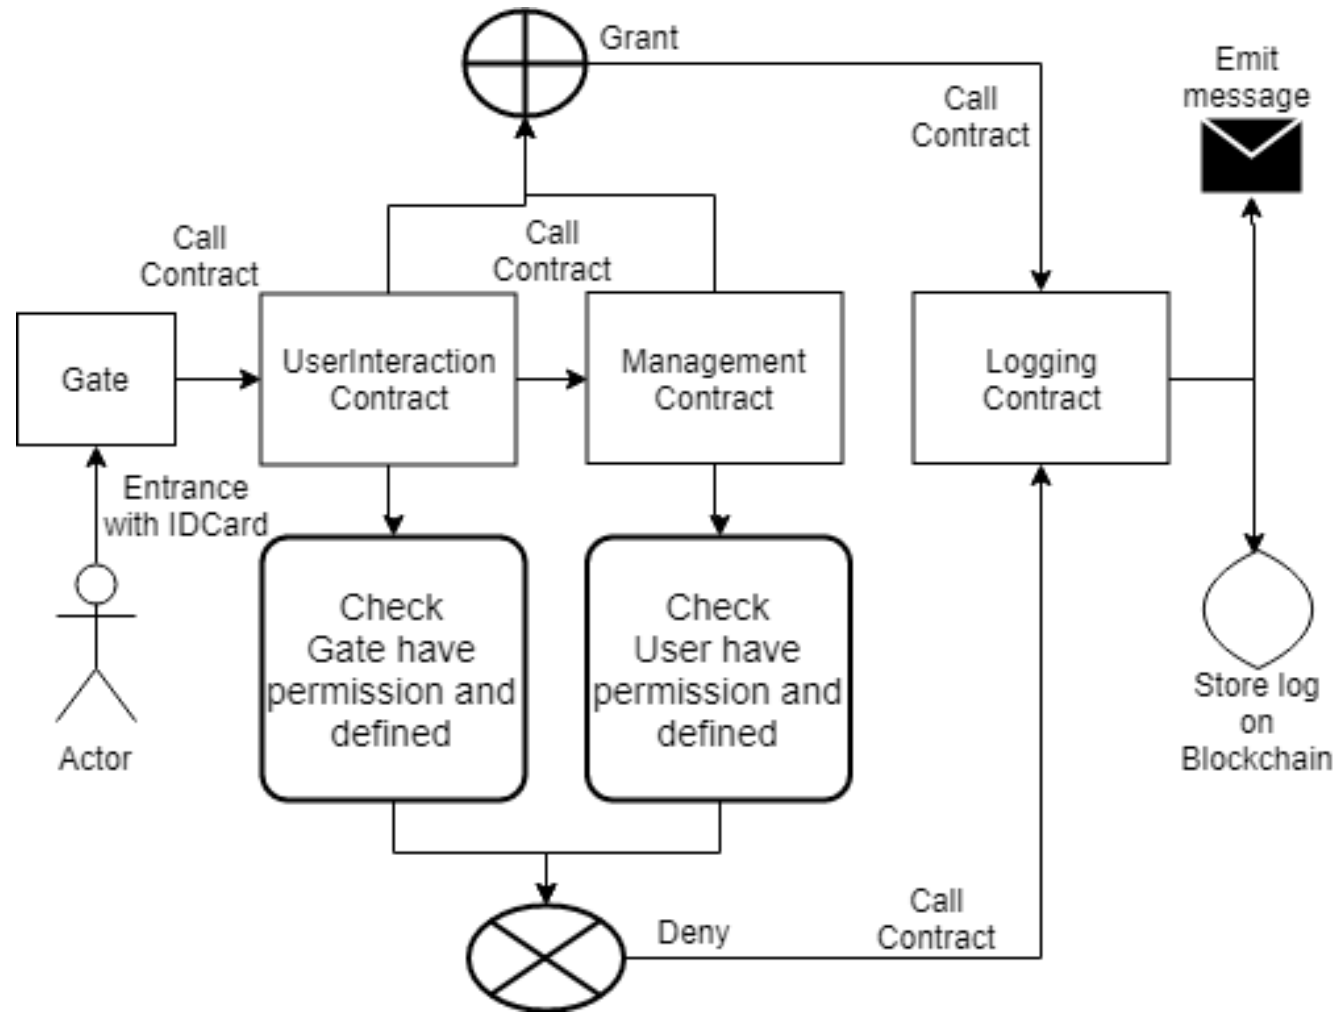 Grant
Call
Contract
Emit
message
Call
Contract
Call
Contract
Gate
UserInteraction
Contract
Management
Contract
Logging
Contract
Entrance
with IDCard
Actor
Check
Gate have
permission and
defined
Check
User have
permission and
defined
Store log
on
Blockchain
Deny
Call
Contract